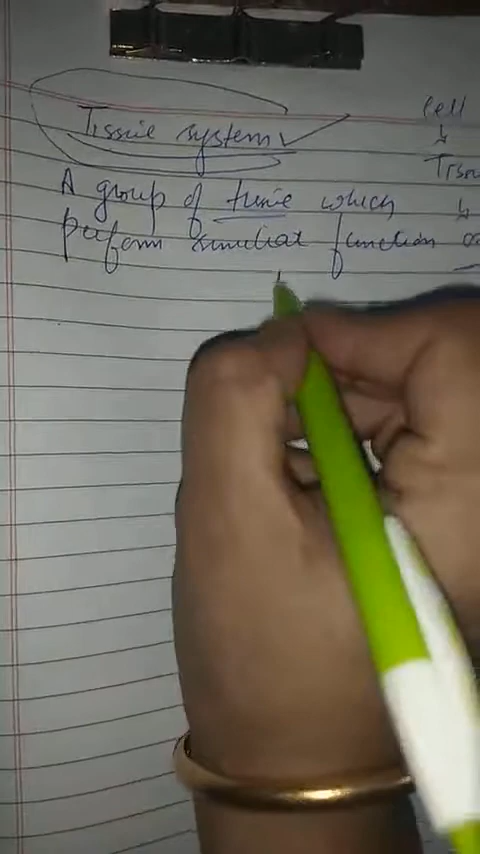 Tissue system
A group of tissue which
perform similar function
Cell
↓
Tissu
↓